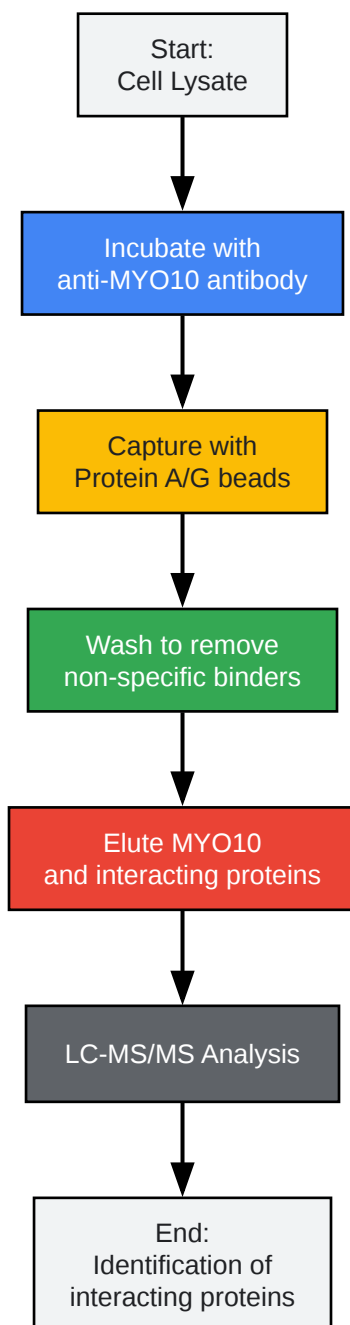 Start:
Cell Lysate
Incubate with
anti-MYO10 antibody
Capture with
Protein A/G beads
Wash to remove
non-specific binders
Elute MYO10
and interacting proteins
LC-MS/MS Analysis
End:
Identification of
interacting proteins